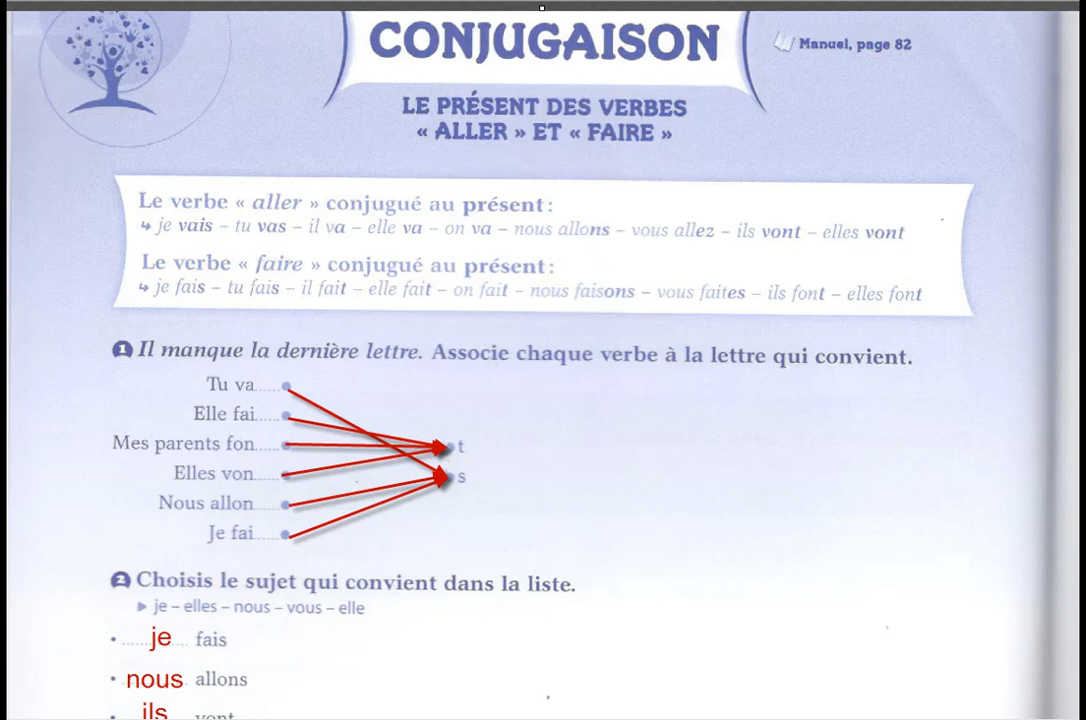 CONJUGAISON
Manuel, page 82
LE PRÉSENT DES VERBES
« ALLER » ET « FAIRE »
Le verbe « aller » conjugué au présent :
↳ je vais – tu vas – il va – elle va – on va – nous allons – vous allez – ils vont – elles vont
Le verbe « faire » conjugué au présent :
↳ je fais – tu fais – il fait – elle fait – on fait – nous faisons – vous faites – ils font – elles font
1 Il manque la dernière lettre. Associe chaque verbe à la lettre qui convient.
Tu va......
Elle fai......
Mes parents fon...... t
Elles von...... s
Nous allon......
Je fai......
2 Choisis le sujet qui convient dans la liste.
▶ je – elles – nous – vous – elle
• je fais
• nous allons
• ils vont